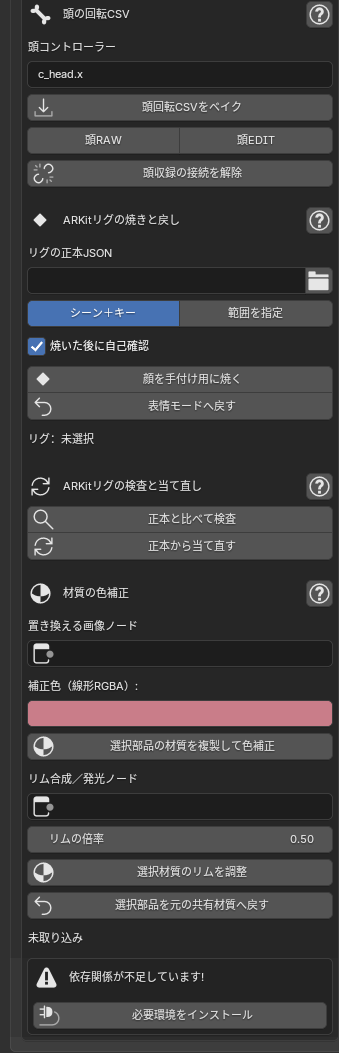 頭の回転CSV
頭コントローラー
c_head.x
頭回転CSVをベイク
頭RAW
頭EDIT
頭収録の接続を解除
ARKitリグの焼きと戻し
リグの正本JSON
シーン＋キー
範囲を指定
焼いた後に自己確認
顔を手付け用に焼く
表情モードへ戻す
リグ：未選択
ARKitリグの検査と当て直し
正本と比べて検査
正本から当て直す
材質の色補正
置き換える画像ノード
補正色（線形RGBA）:
選択部品の材質を複製して色補正
リム合成／発光ノード
リムの倍率 0.50
選択材質のリムを調整
選択部品を元の共有材質へ戻す
未取り込み
依存関係が不足しています!
必要環境をインストール